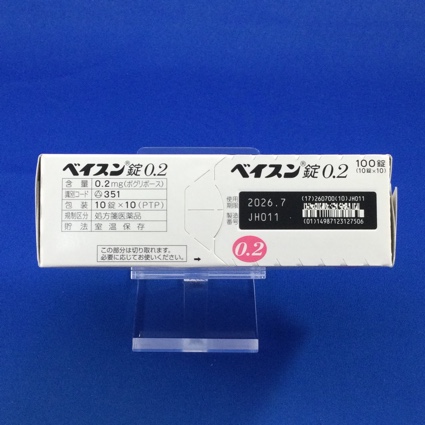 ベイスン®錠0.2
含量 0.2mg(ボグリボース)
識別コード 351
包装 10錠×10(PTP)
規制区分 処方箋医薬品
貯法 室温保存
この部分は切り取れます。
必要に応じてお使いください。
ベイスン®錠0.2
100錠
(10錠×10)
使用期限 2026.7
製造番号 JH011
(17)260700(10)JH011
(01)14987123127506
0.2